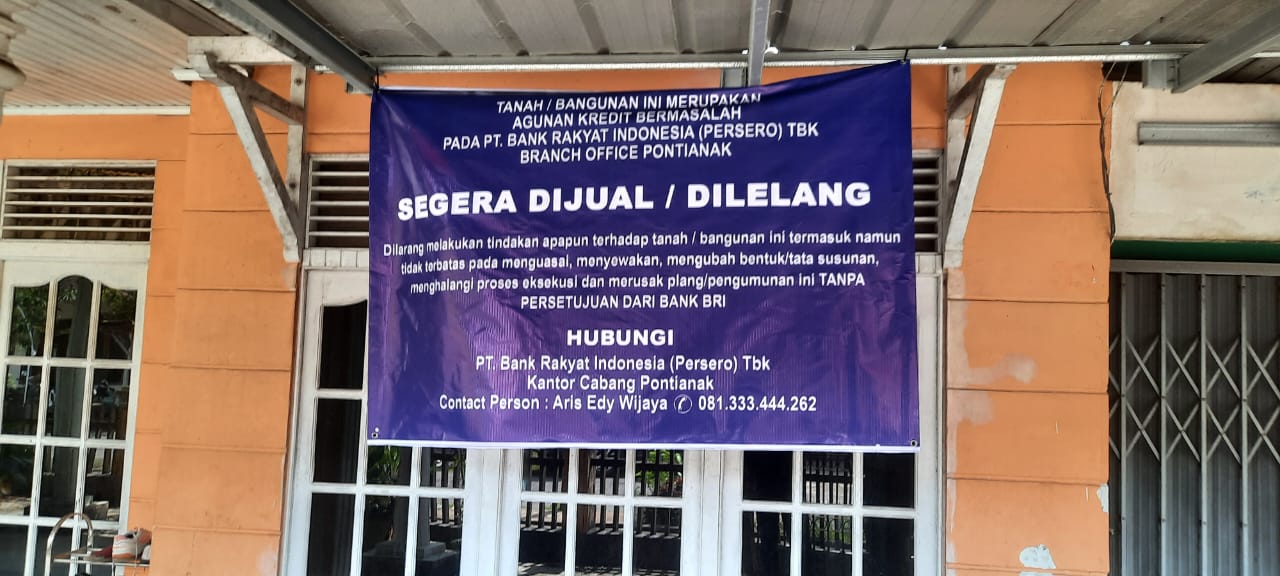 TANAH / BANGUNAN INI MERUPAKAN
AGUNAN KREDIT BERMASALAH
PADA PT. BANK RAKYAT INDONESIA (PERSERO) TBK
BRANCH OFFICE PONTIANAK
SEGERA DIJUAL / DILELANG
Dilarang melakukan tindakan apapun terhadap tanah / bangunan ini termasuk namun
tidak terbatas pada menguasai, menyewakan, mengubah bentuk/tata susunan,
menghalangi proses eksekusi dan merusak plang/pengumunan ini TANPA
PERSETUJUAN DARI BANK BRI
HUBUNGI
PT. Bank Rakyat Indonesia (Persero) Tbk
Kantor Cabang Pontianak
Contact Person : Aris Edy Wijaya ✆ 081.333.444.262